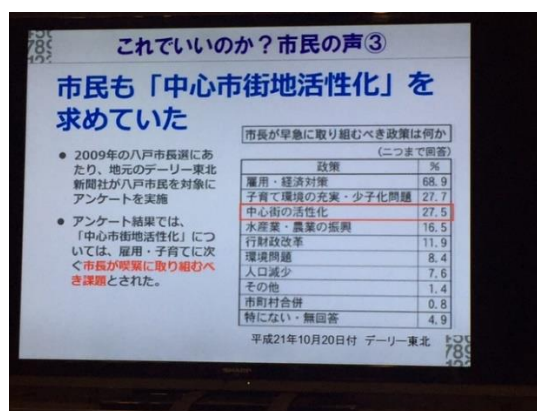 これでいいのか？市民の声③
市民も「中心市街地活性化」を
求めていた
● 2009年の八戸市長選にあ
たり、地元のデーリー東北
新聞社が八戸市民を対象に
アンケートを実施
● アンケート結果では、
「中心市街地活性化」につ
いては、雇用・子育てに次
ぐ市長が喫緊に取り組むべ
き課題とされた。
市長が早急に取り組むべき政策は何か
(二つまで回答)
政策 %
雇用・経済対策 68.9
子育て環境の充実・少子化問題 27.7
中心街の活性化 27.5
水産業・農業の振興 16.5
行財政改革 11.9
環境問題 8.4
人口減少 7.6
その他 1.4
市町村合併 0.8
特にない・無回答 4.9
平成21年10月20日付 デーリー東北